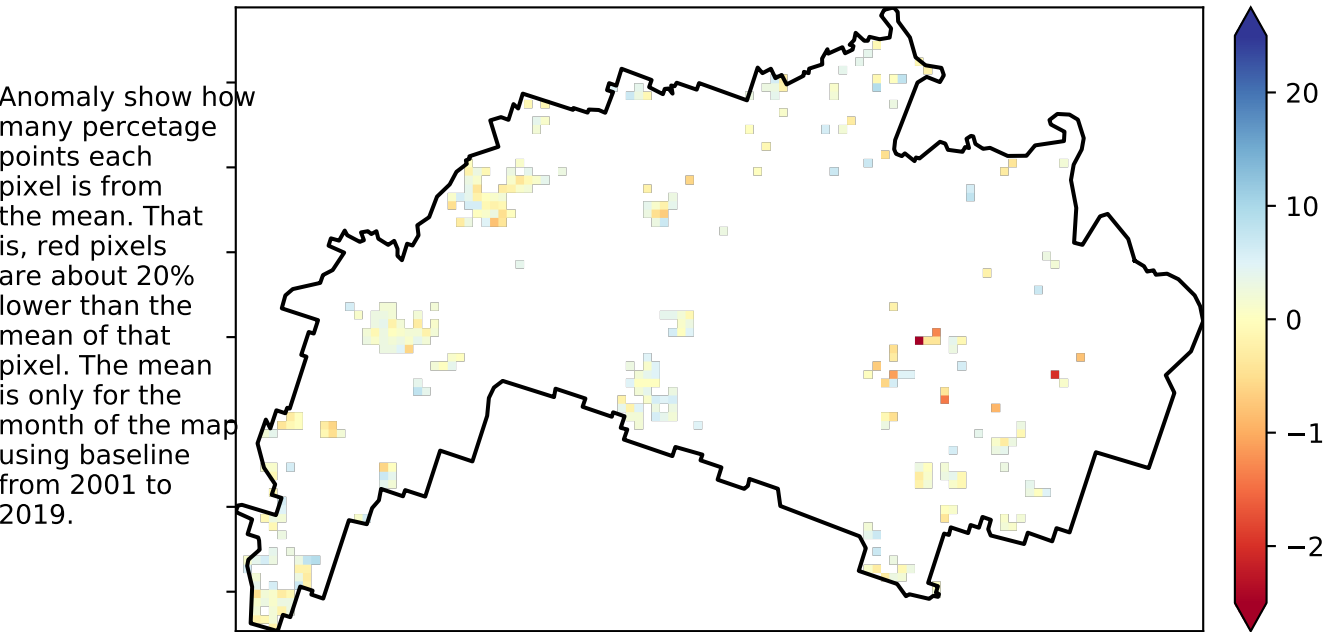 Anomaly show how
many percetage
points each
pixel is from
the mean. That
is, red pixels
are about 20%
lower than the
mean of that
pixel. The mean
is only for the
month of the map
using baseline
from 2001 to
2019.
20
10
0
−1
−2